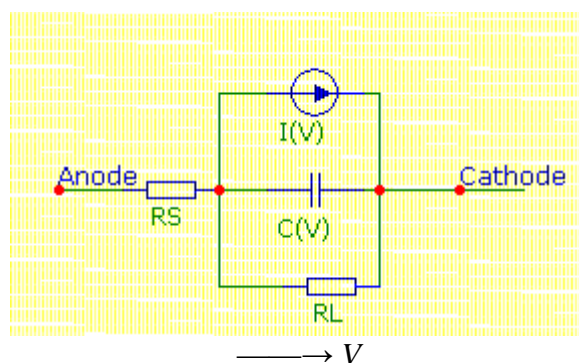 I(V)
Anode
Cathode
RS
C(V)
RL
V